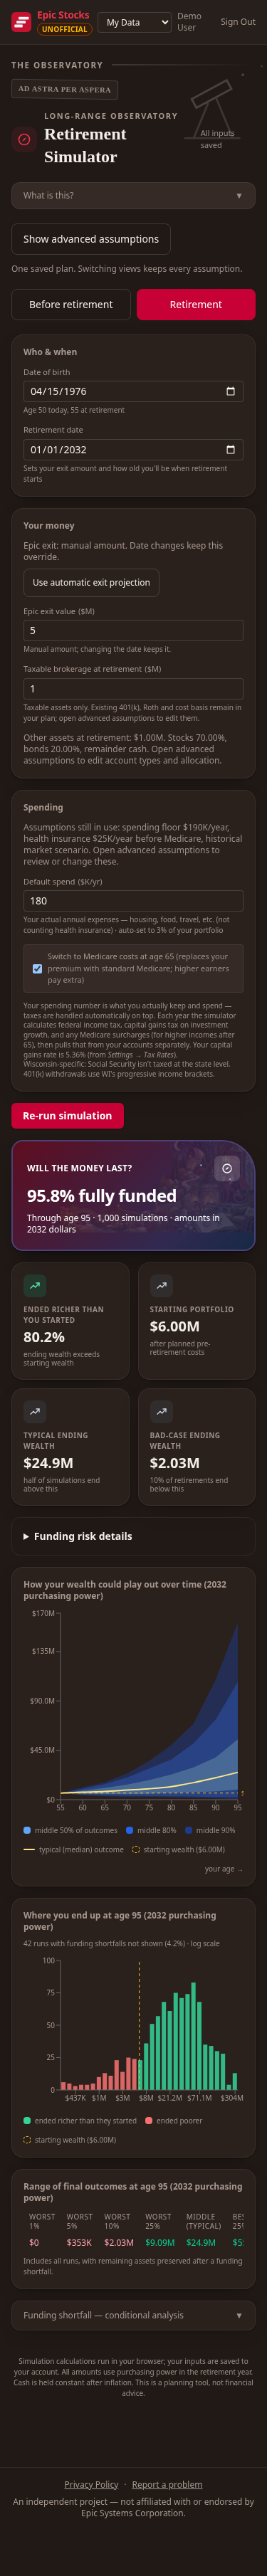 Epic Stocks
UNOFFICIAL
My Data
Demo User
Sign Out
THE OBSERVATORY
AD ASTRA PER ASPERA
LONG-RANGE OBSERVATORY
Retirement
Simulator
All inputs
saved
What is this?
▼
Show advanced assumptions
One saved plan. Switching views keeps every assumption.
Before retirement
Retirement
Who & when
Date of birth
04/15/1976
Age 50 today, 55 at retirement
Retirement date
01/01/2032
Sets your exit amount and how old you'll be when retirement
starts
Your money
Epic exit: manual amount. Date changes keep this
override.
Use automatic exit projection
Epic exit value ($M)
5
Manual amount; changing the date keeps it.
Taxable brokerage at retirement ($M)
1
Taxable assets only. Existing 401(k), Roth and cost basis remain in
your plan; open advanced assumptions to edit them.
Other assets at retirement: $1.00M. Stocks 70.00%,
bonds 20.00%, remainder cash. Open advanced
assumptions to edit account types and allocation.
Spending
Assumptions still in use: spending floor $190K/year,
health insurance $25K/year before Medicare, historical
market scenario. Open advanced assumptions to
review or change these.
Default spend ($K/yr)
180
Your actual annual expenses — housing, food, travel, etc. (not
counting health insurance) · auto-set to 3% of your portfolio
Switch to Medicare costs at age 65 (replaces your
premium with standard Medicare; higher earners
pay extra)
Your spending number is what you actually keep and spend —
taxes are handled automatically on top. Each year the simulator
calculates federal income tax, capital gains tax on investment
growth, and any Medicare surcharges (for higher incomes after
65), then pulls that from your accounts separately. Your capital
gains rate is 5.36% (from Settings → Tax Rates).
Wisconsin-specific: Social Security isn't taxed at the state level.
401(k) withdrawals use WI's progressive income brackets.
Re-run simulation
WILL THE MONEY LAST?
95.8% fully funded
Through age 95 · 1,000 simulations · amounts in
2032 dollars
ENDED RICHER THAN
YOU STARTED
80.2%
ending wealth exceeds
starting wealth
STARTING PORTFOLIO
$6.00M
after planned pre-
retirement costs
TYPICAL ENDING
WEALTH
$24.9M
half of simulations end
above this
BAD-CASE ENDING
WEALTH
$2.03M
10% of retirements end
below this
▶ Funding risk details
How your wealth could play out over time (2032
purchasing power)
$170M
$135M
$90.0M
$45.0M
$0
55 60 65 70 75 80 85 90 95
middle 50% of outcomes
middle 80%
middle 90%
typical (median) outcome
starting wealth ($6.00M)
your age →
Where you end up at age 95 (2032 purchasing
power)
42 runs with funding shortfalls not shown (4.2%) · log scale
100
75
50
25
0
$437K $1M $3M $8M $21.2M $71.1M $304M
ended richer than they started
ended poorer
starting wealth ($6.00M)
Range of final outcomes at age 95 (2032 purchasing
power)
WORST 1%
WORST 5%
WORST 10%
WORST 25%
MIDDLE (TYPICAL)
$0 $353K $2.03M $9.09M $24.9M
Includes all runs, with remaining assets preserved after a funding
shortfall.
Funding shortfall — conditional analysis
▼
Simulation calculations run in your browser; your inputs are saved to
your account. All amounts use purchasing power in the retirement year.
Cash is held constant after inflation. This is a planning tool, not financial
advice.
Privacy Policy · Report a problem
An independent project — not affiliated with or endorsed by
Epic Systems Corporation.